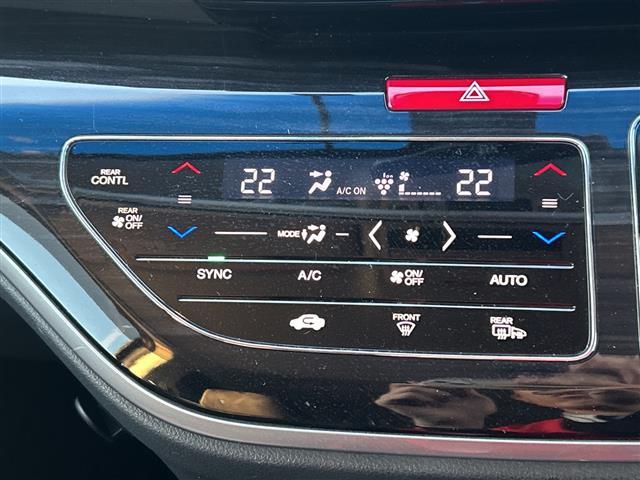 REAR
CONTL
22
A/C ON
22
REAR
ON/
OFF
MODE
SYNC
A/C
ON/
OFF
AUTO
FRONT
REAR